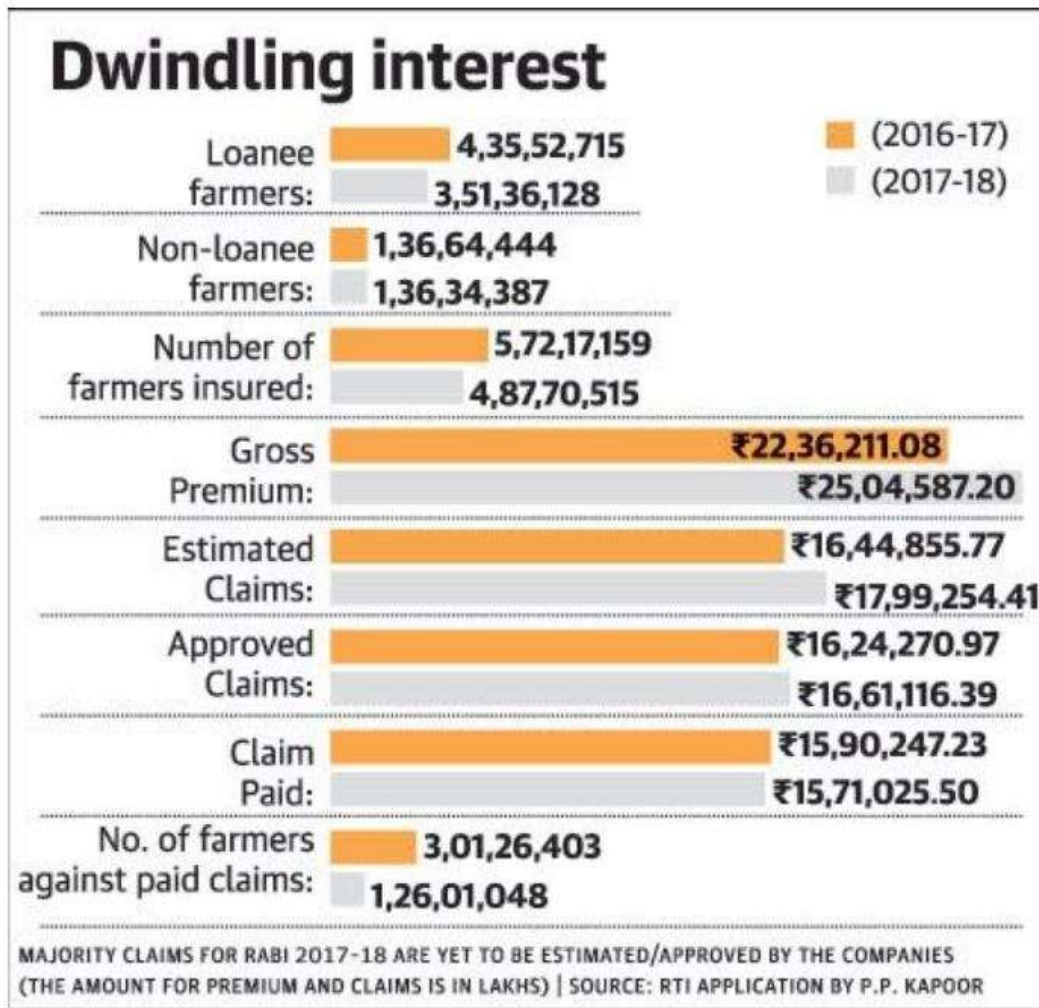 Dwindling interest
(2016-17)
(2017-18)
Loanee
farmers:
4,35,52,715
3,51,36,128
Non-loanee
farmers:
1,36,64,444
1,36,34,387
Number of
farmers insured:
5,72,17,159
4,87,70,515
Gross
Premium:
₹22,36,211.08
₹25,04,587.20
Estimated
Claims:
₹16,44,855.77
₹17,99,254.41
Approved
Claims:
₹16,24,270.97
₹16,61,116.39
Claim
Paid:
₹15,90,247.23
₹15,71,025.50
No. of farmers
against paid claims:
3,01,26,403
1,26,01,048
MAJORITY CLAIMS FOR RABI 2017-18 ARE YET TO BE ESTIMATED/APPROVED BY THE COMPANIES
(THE AMOUNT FOR PREMIUM AND CLAIMS IS IN LAKHS) | SOURCE: RTI APPLICATION BY P.P. KAPOOR